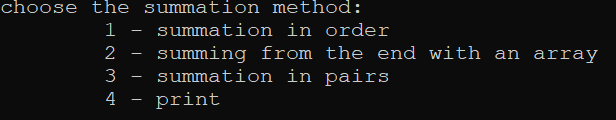 choose the summation method:
1 – summation in order
2 – summing from the end with an array
3 – summation in pairs
4 – print